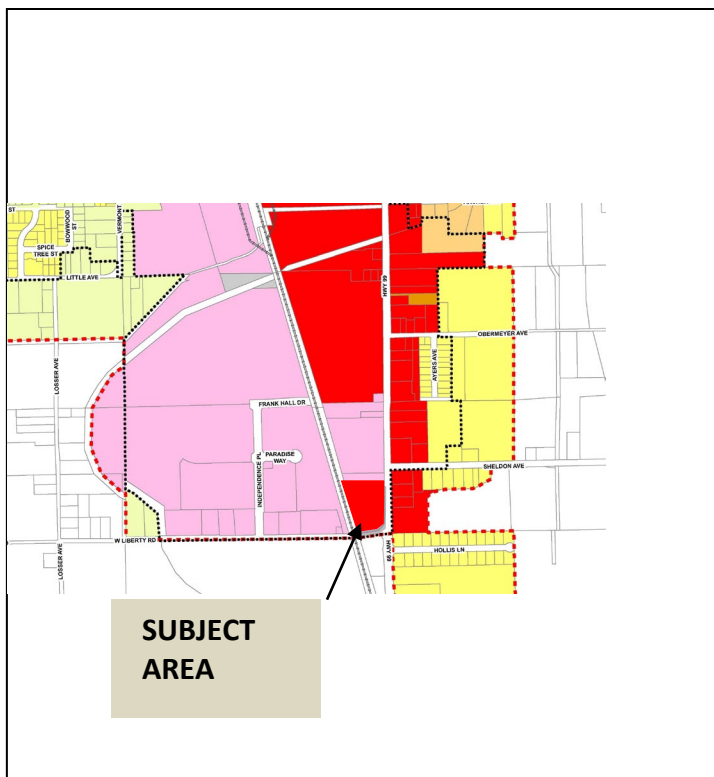 ST
SPICE
TREE ST
BOWWOOD
ST
VERMONT
LITTLE AVE
HWY 99
OBERMEYER AVE
AYERS AVE
LOSSER AVE
FRANK HALL DR
PARADISE
WAY
INDEPENDENCE PL
SHELDON AVE
W LIBERTY RD
LOSSER AVE
HWY 99
HOLLIS LN
SUBJECT
AREA